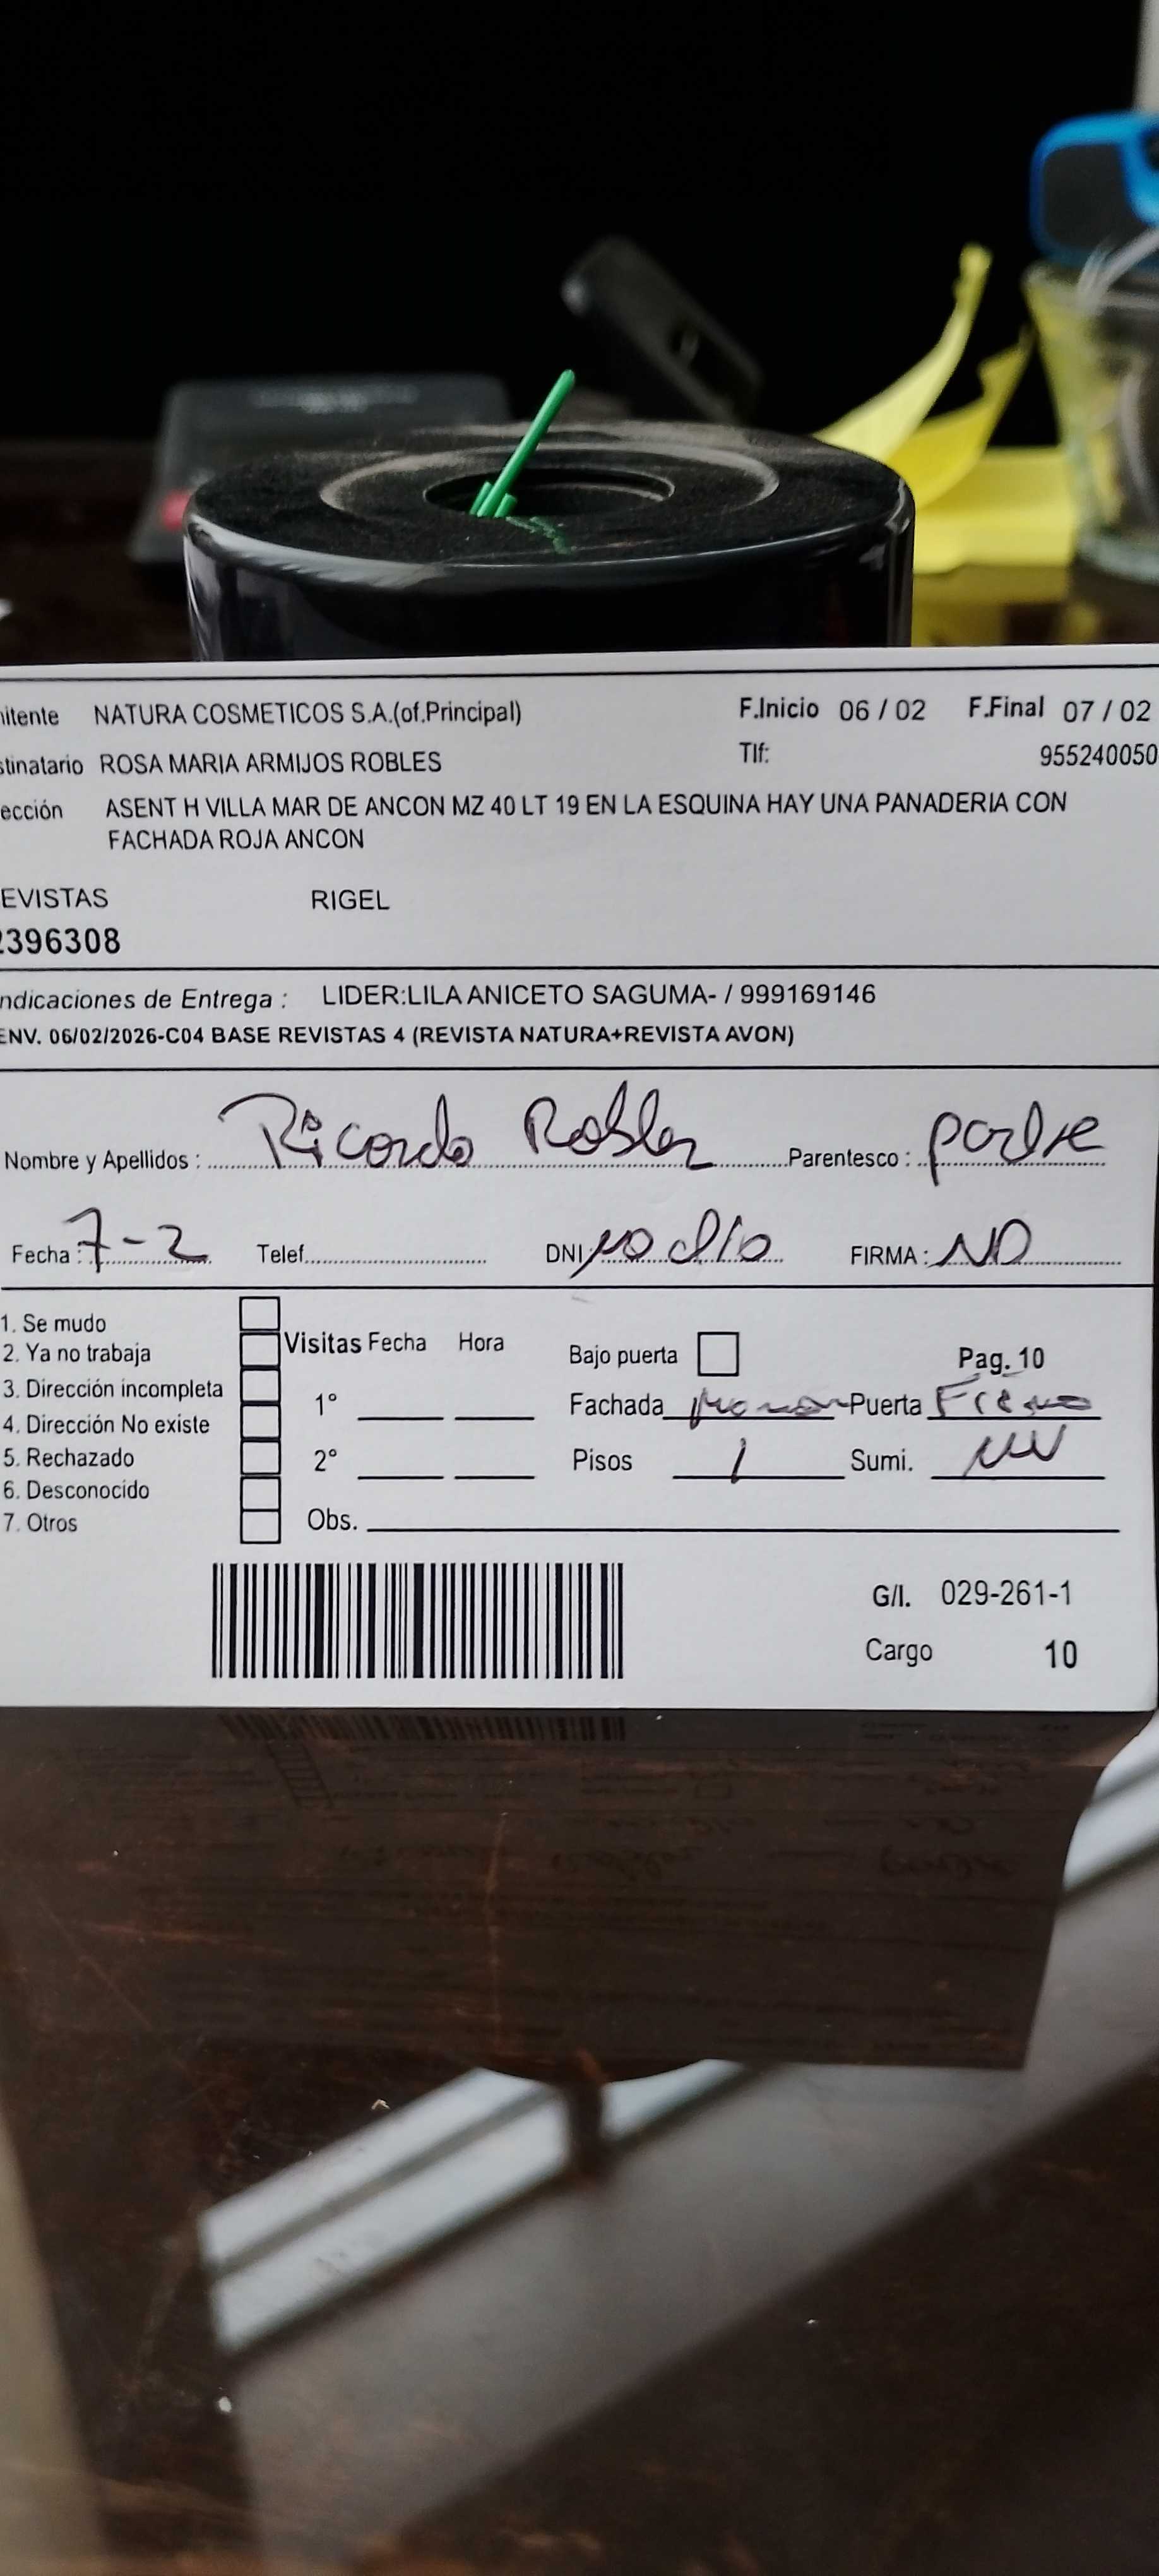 nitente NATURA COSMETICOS S.A.(of.Principal) F.Inicio 06 / 02 F.Final 07 / 02
stinatario ROSA MARIA ARMIJOS ROBLES Tlf: 955240050
ección ASENT H VILLA MAR DE ANCON MZ 40 LT 19 EN LA ESQUINA HAY UNA PANADERIA CON
FACHADA ROJA ANCON
EVISTAS RIGEL
2396308
ndicaciones de Entrega : LIDER:LILA ANICETO SAGUMA- / 999169146
ENV. 06/02/2026-C04 BASE REVISTAS 4 (REVISTA NATURA+REVISTA AVON)
Nombre y Apellidos : Ricardo Robles Parentesco : padre
Fecha : 7-2 Telef. DNI no dio FIRMA : NO
1. Se mudo
2. Ya no trabaja Visitas Fecha Hora Bajo puerta Pag. 10
3. Dirección incompleta 1° Fachada Puerta Fierro
4. Dirección No existe
5. Rechazado 2° Pisos 1 Sumi.
6. Desconocido
7. Otros Obs.
G/I. 029-261-1
Cargo 10